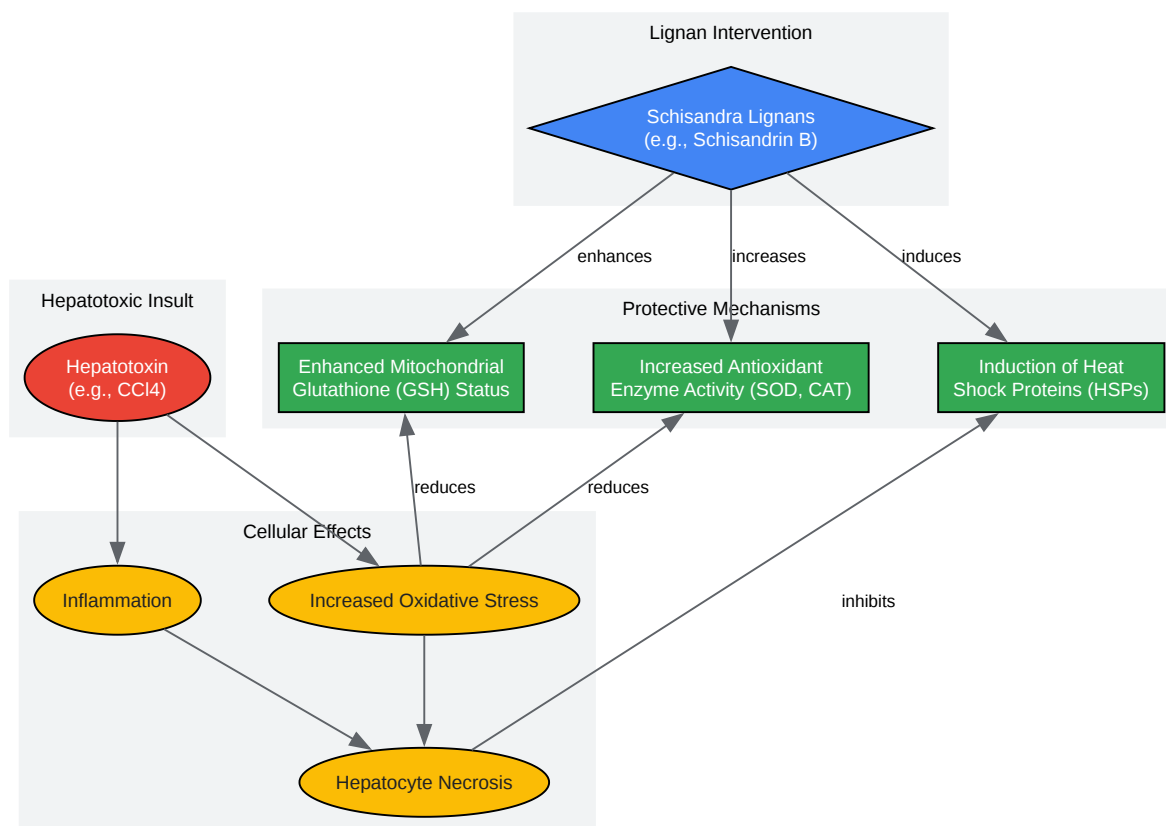 Lignan Intervention
Schisandra Lignans
(e.g., Schisandrin B)
enhances
increases
induces
Hepatotoxic Insult
Protective Mechanisms
Hepatotoxin
(e.g., CCl4)
Enhanced Mitochondrial
Glutathione (GSH) Status
Increased Antioxidant
Enzyme Activity (SOD, CAT)
Induction of Heat
Shock Proteins (HSPs)
reduces
reduces
Cellular Effects
Inflammation
Increased Oxidative Stress
inhibits
Hepatocyte Necrosis